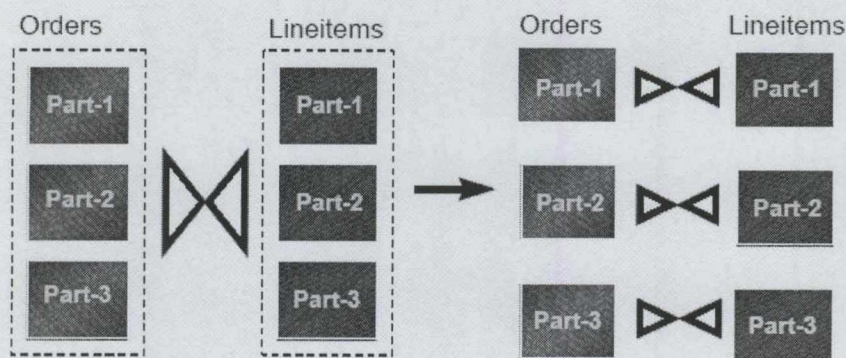 Orders Lineitems Orders Lineitems
Part-1 Part-1 Part-1 Part-1
Part-2 Part-2 Part-2 Part-2
Part-3 Part-3 Part-3 Part-3